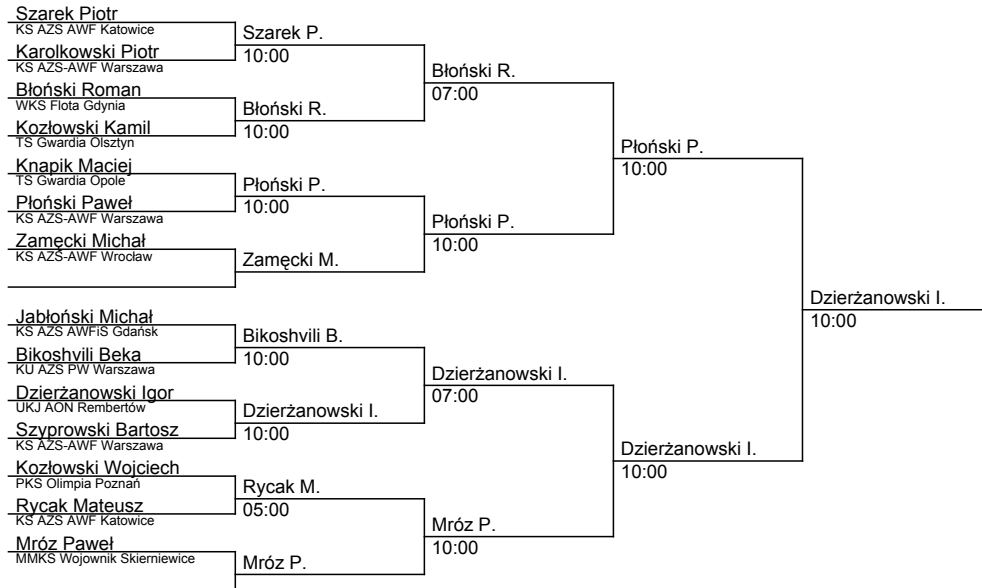 Szarek Piotr
KS AZS AWF Katowice
Karolkowski Piotr
KS AZS-AWF Warszawa
Błoński Roman
WKS Flota Gdynia
Kozłowski Kamil
TS Gwardia Olsztyn
Knapik Maciej
TS Gwardia Opole
Płoński Paweł
KS AZS-AWF Warszawa
Zamęcki Michał
KS AZS-AWF Wrocław
Jabłoński Michał
KS AZS AWFiS Gdańsk
Bikoshvili Beka
KU AZS PW Warszawa
Dzierżanowski Igor
UKJ AON Rembertów
Szyprowski Bartosz
KS AZS-AWF Warszawa
Kozłowski Wojciech
PKS Olimpia Poznań
Rycak Mateusz
KS AZS AWF Katowice
Mróz Paweł
MMKS Wojownik Skierniewice
Szarek P.
10:00
Błoński R.
10:00
Płoński P.
10:00
Zamęcki M.
Bikoshvili B.
10:00
Dzierżanowski I.
10:00
Rycak M.
05:00
Mróz P.
Błoński R.
07:00
Płoński P.
10:00
Dzierżanowski I.
07:00
Mróz P.
10:00
Płoński P.
10:00
Dzierżanowski I.
10:00
Dzierżanowski I.
10:00